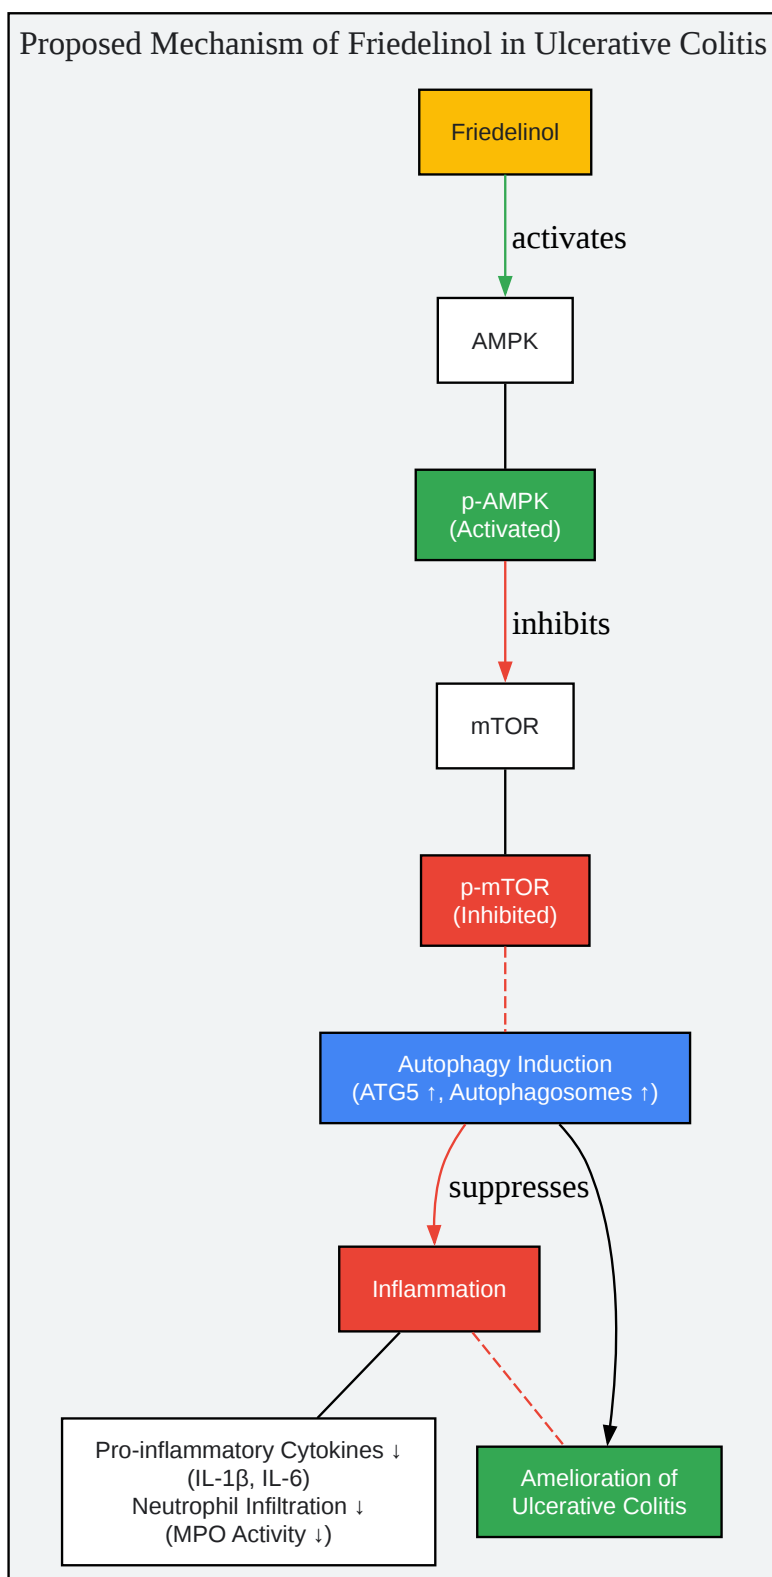 Proposed Mechanism of Friedelinol in Ulcerative Colitis
Friedelinol
activates
AMPK
p-AMPK
(Activated)
inhibits
mTOR
p-mTOR
(Inhibited)
Autophagy Induction
(ATG5 ↑, Autophagosomes ↑)
suppresses
Inflammation
Pro-inflammatory Cytokines ↓
(IL-1β, IL-6)
Neutrophil Infiltration ↓
(MPO Activity ↓)
Amelioration of
Ulcerative Colitis